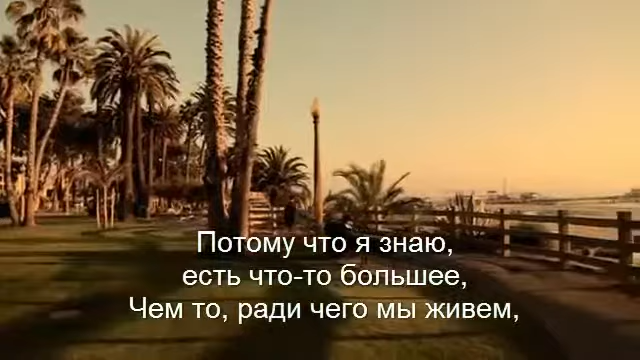 Потому что я знаю,
есть что-то большее,
Чем то, ради чего мы живем,